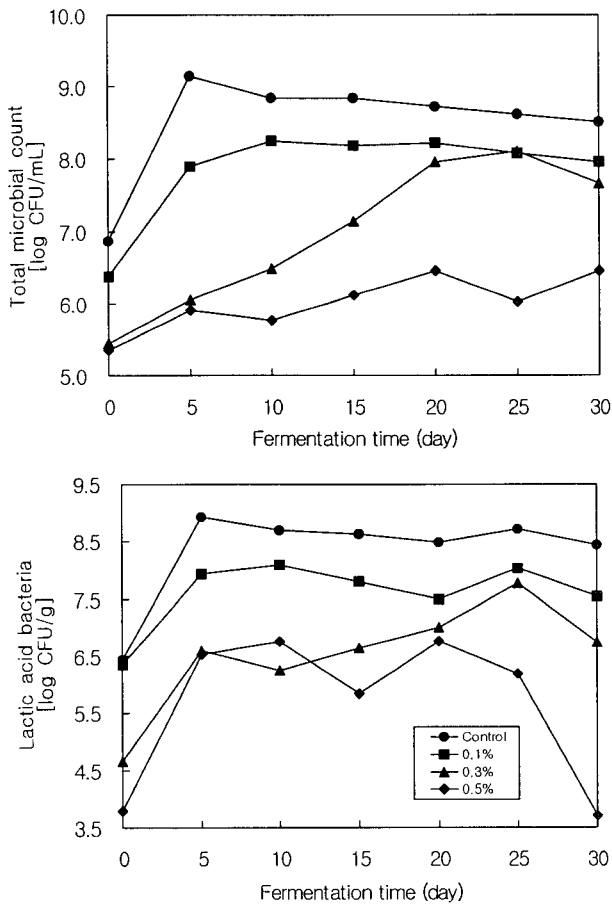 10.0
9.0
8.0
7.0
6.0
5.0
Total microbial count
[log CFU/mL]
0 5 10 15 20 25 30
Fermentation time (day)
9.5
8.5
7.5
6.5
5.5
4.5
3.5
Lactic acid bacteria
[log CFU/g]
Control
0.1%
0.3%
0.5%
0 5 10 15 20 25 30
Fermentation time (day)